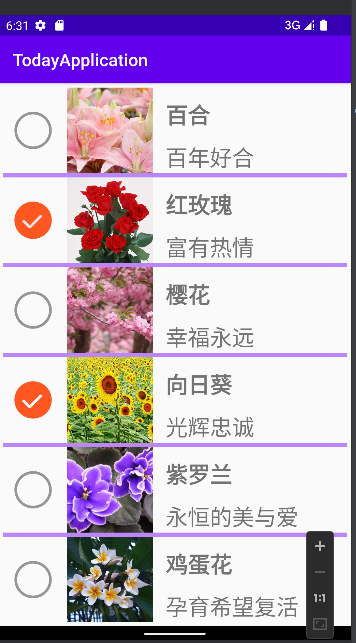 6:31 3G
TodayApplication
百合
百年好合
红玫瑰
富有热情
樱花
幸福永远
向日葵
光辉忠诚
紫罗兰
永恒的美与爱
鸡蛋花
孕育希望复活
1:1